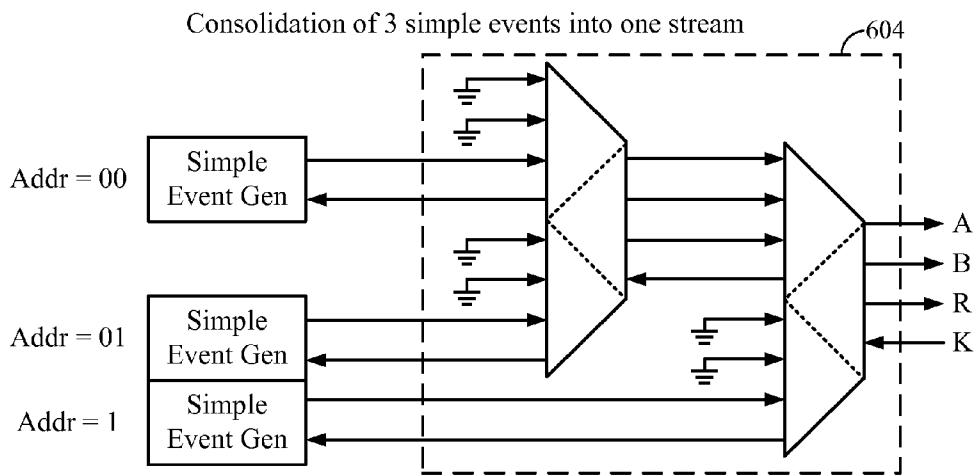 Consolidation of 3 simple events into one stream
604
Addr = 00
Simple
Event Gen
A
B
R
K
Addr = 01
Simple
Event Gen
Addr = 1
Simple
Event Gen